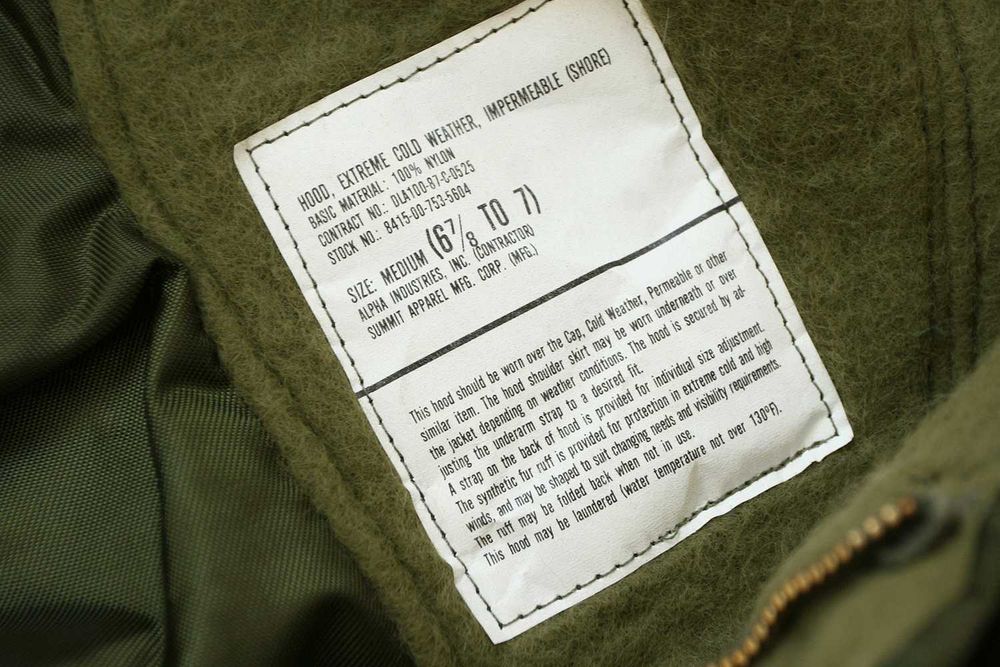 HOOD, EXTREME COLD WEATHER, IMPERMEABLE (SHORE)
BASIC MATERIAL: 100% NYLON
CONTRACT NO.: DLA100-87-C-0525
STOCK NO.: 8415-00-753-5604
SIZE: MEDIUM (6⅞ TO 7)
ALPHA INDUSTRIES, INC. (CONTRACTOR)
SUMMIT APPAREL MFG. CORP. (MFG.)
This hood should be worn over the Cap, Cold Weather, Permeable or other
similar item. The hood shoulder skirt may be worn underneath or over
the jacket depending on weather conditions. The hood is secured by ad-
justing the underarm strap to a desired fit.
A strap on the back of hood is provided for individual size adjustment.
The synthetic fur ruff is provided for protection in extreme cold and high
winds, and may be shaped to suit changing needs and visibility requirements.
The ruff may be folded back when not in use.
This hood may be laundered (water temperature not over 130°F).